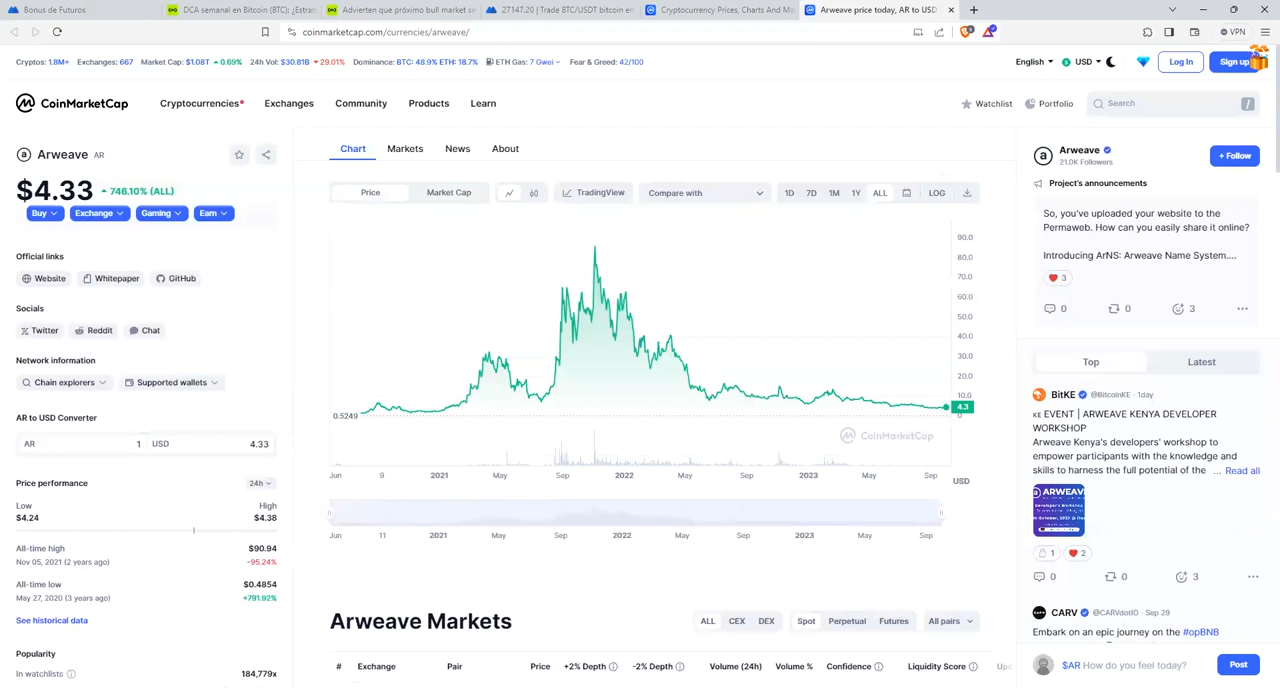 Bonus de Futuros
DCA semanal en Bitcoin (BTC): ¿Estrat
Advierten que próximo bull market se
27147.20 | Trade BTC/USDT bitcoin en
Cryptocurrency Prices, Charts And Ma
Arweave price today, AR to USD
coinmarketcap.com/currencies/arweave/
VPN
Cryptos: 1.8M+ Exchanges: 667 Market Cap: $1.08T 0.69% 24h Vol: $30.81B 29.01% Dominance: BTC: 48.9% ETH: 18.7% ETH Gas: 7 Gwei Fear & Greed: 42/100
English
USD
Log In
Sign up
CoinMarketCap
Cryptocurrencies
Exchanges
Community
Products
Learn
Watchlist
Portfolio
Search
/
Arweave AR
$4.33
746.10% (ALL)
Buy
Exchange
Gaming
Earn
Official links
Website
Whitepaper
GitHub
Socials
Twitter
Reddit
Chat
Network information
Chain explorers
Supported wallets
AR to USD Converter
AR 1 USD 4.33
Price performance
24h
Low High
$4.24 $4.38
All-time high $90.94
Nov 05, 2021 (2 years ago) -95.24%
All-time low $0.4854
May 27, 2020 (3 years ago) +791.92%
See historical data
Popularity
In watchlists 184,779x
Chart
Markets
News
About
Price
Market Cap
TradingView
Compare with
1D 7D 1M 1Y ALL LOG
90.0
80.0
70.0
60.0
50.0
40.0
30.0
20.0
10.0
4.3
0
0.5249
CoinMarketCap
Jun 9 2021 May Sep 2022 May Sep 2023 May Sep
USD
Jun 11 2021 May Sep 2022 May Sep 2023 May Sep
Arweave Markets
ALL CEX DEX
Spot Perpetual Futures
All pairs
# Exchange Pair Price +2% Depth -2% Depth Volume (24h) Volume % Confidence Liquidity Score Upd
Arweave
21.0K Followers
+ Follow
Project's announcements
So, you've uploaded your website to the
Permaweb. How can you easily share it online?
Introducing ArNS: Arweave Name System....
3
0 0 3
Top
Latest
BitKE @BitcoinKE · 1day
KE EVENT | ARWEAVE KENYA DEVELOPER
WORKSHOP
Arweave Kenya's developers' workshop to
empower participants with the knowledge and
skills to harness the full potential of the ... Read all
ARWEAVE
1 2
0 0 3
CARV @CARVdotIO · Sep 29
Embark on an epic journey on the #opBNB
$AR How do you feel today?
Post